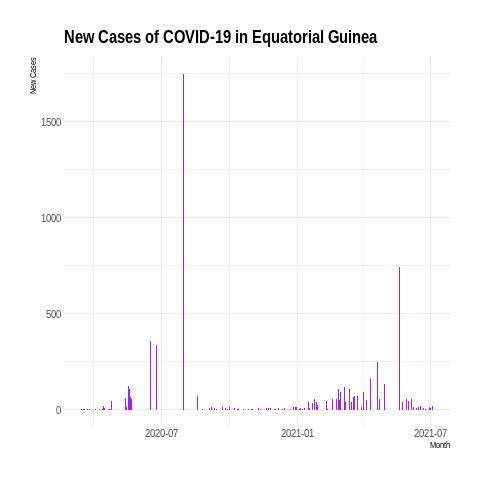 New Cases of COVID-19 in Equatorial Guinea
New Cases
1500
1000
500
0
2020-07
2021-01
2021-07
Month